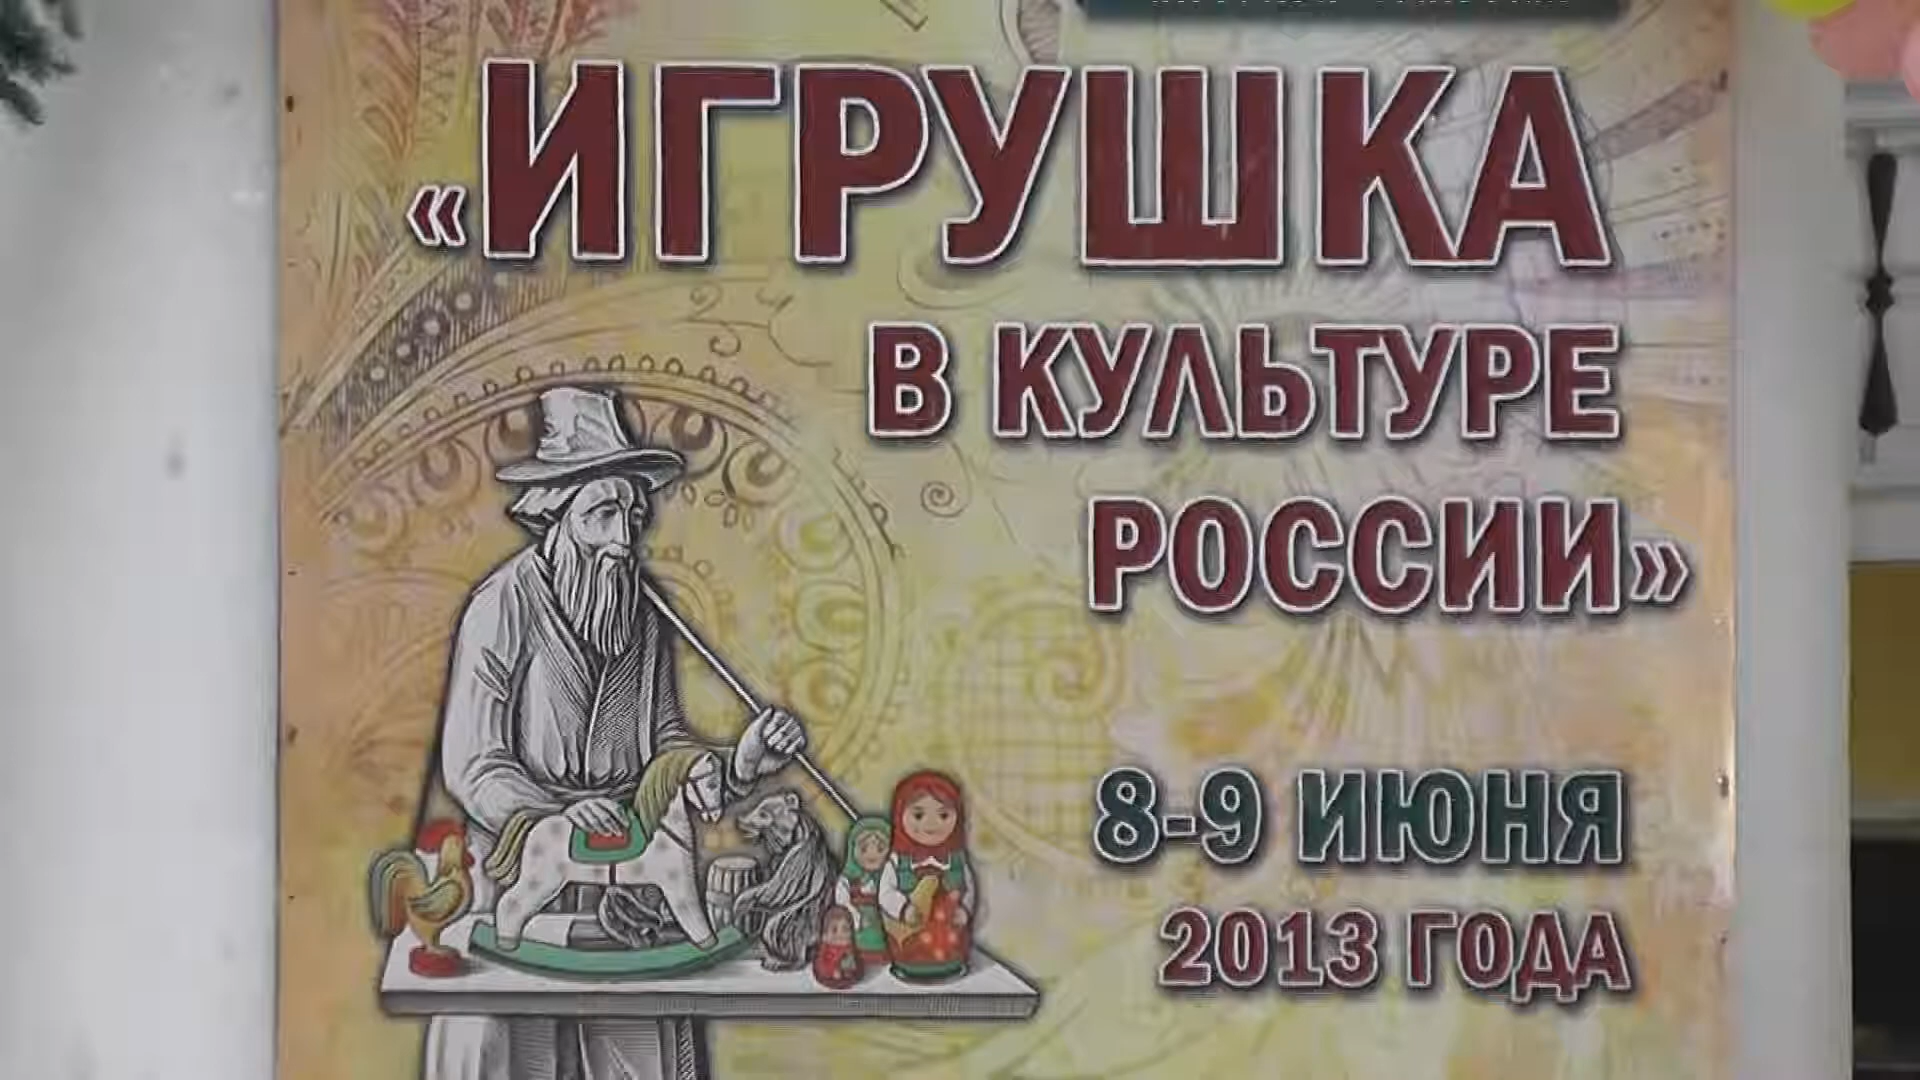 «ИГРУШКА
В КУЛЬТУРЕ
РОССИИ»
8-9 ИЮНЯ
2013 ГОДА